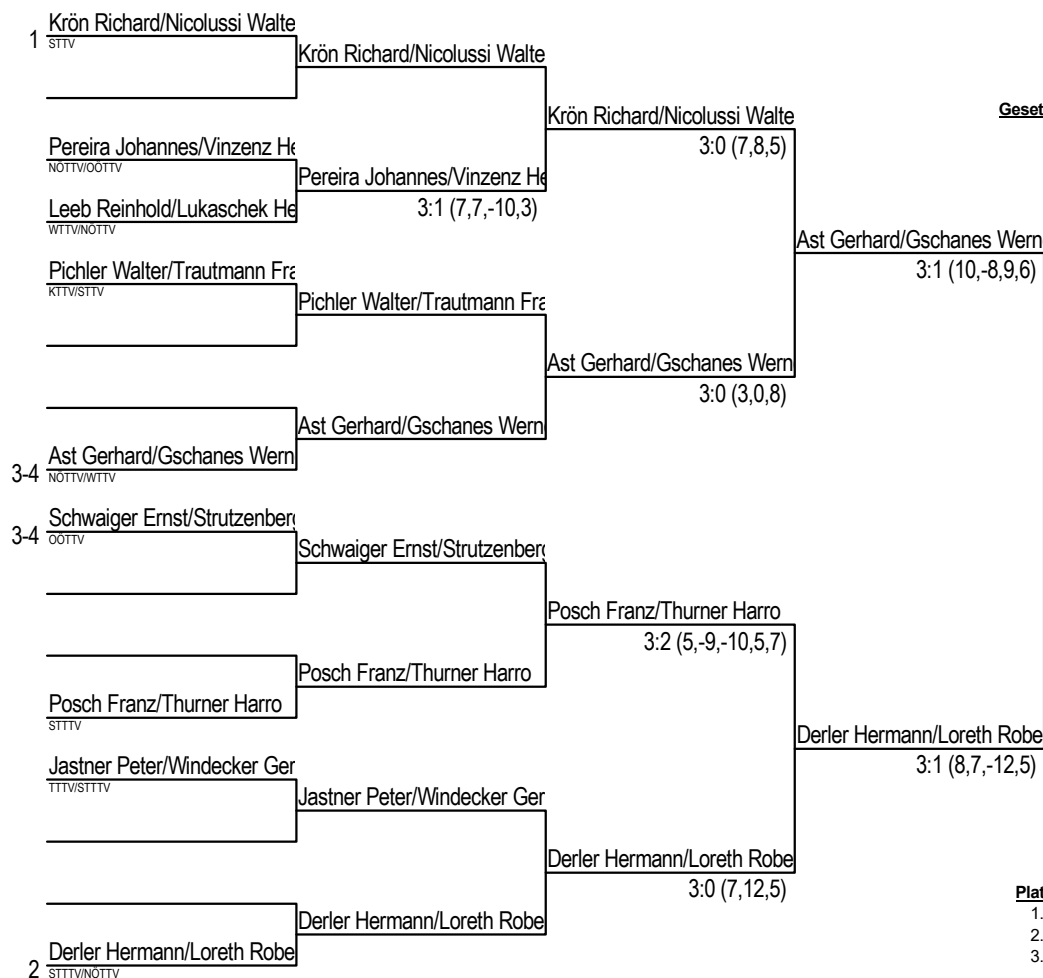 Krön Richard/Nicolussi Walte
1 STTV
Krön Richard/Nicolussi Walte
Krön Richard/Nicolussi Walte
3:0 (7,8,5)
Geset
Pereira Johannes/Vinzenz He
NÖTTV/OÖTTV
Pereira Johannes/Vinzenz He
3:1 (7,7,-10,3)
Leeb Reinhold/Lukaschek He
WTTV/NÖTTV
Ast Gerhard/Gschanes Wern
3:1 (10,-8,9,6)
Pichler Walter/Trautmann Fra
KTTV/STTV
Pichler Walter/Trautmann Fra
Ast Gerhard/Gschanes Wern
3:0 (3,0,8)
Ast Gerhard/Gschanes Wern
Ast Gerhard/Gschanes Wern
3-4 NÖTTV/WTTV
Schwaiger Ernst/Strutzenberg
3-4 OÖTTV
Schwaiger Ernst/Strutzenberg
Posch Franz/Thurner Harro
3:2 (5,-9,-10,5,7)
Posch Franz/Thurner Harro
Posch Franz/Thurner Harro
STTTV
Derler Hermann/Loreth Robe
3:1 (8,7,-12,5)
Jastner Peter/Windecker Ger
TTTV/STTTV
Jastner Peter/Windecker Ger
Derler Hermann/Loreth Robe
3:0 (7,12,5)
Plat
1.
2.
3.
Derler Hermann/Loreth Robe
Derler Hermann/Loreth Robe
2 STTTV/NÖTTV